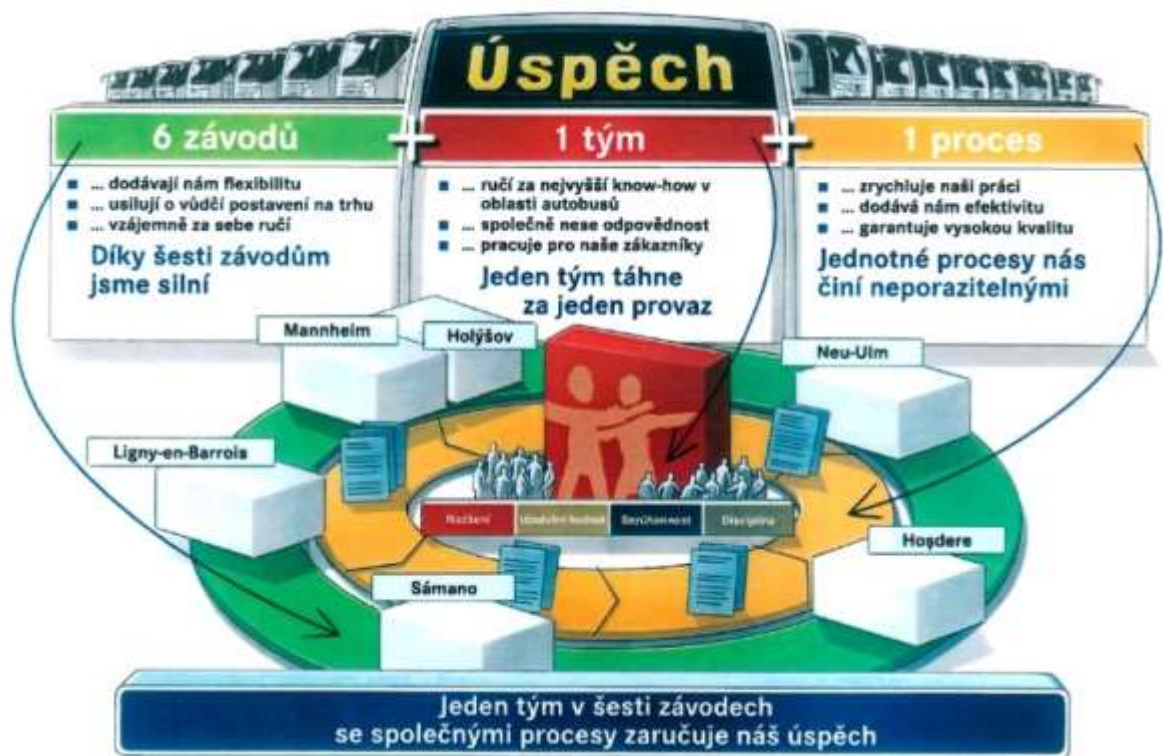 Úspěch
6 závodů + 1 tým + 1 proces
... dodávají nám flexibilitu
... usilují o vůdčí postavení na trhu
... vzájemně za sebe ručí
Díky šesti závodům
jsme silní
... ručí za nejvyšší know-how v
oblasti autobusů
... společně nese odpovědnost
... pracuje pro naše zákazníky
Jeden tým táhne
za jeden provaz
... zrychluje naši práci
... dodává nám efektivitu
... garantuje vysokou kvalitu
Jednotné procesy nás
činí neporazitelnými
Mannheim
Holýšov
Neu-Ulm
Ligny-en-Barrois
Hoşdere
Sámano
Bezúhonnost
Disciplína
Jeden tým v šesti závodech
se společnými procesy zaručuje náš úspěch